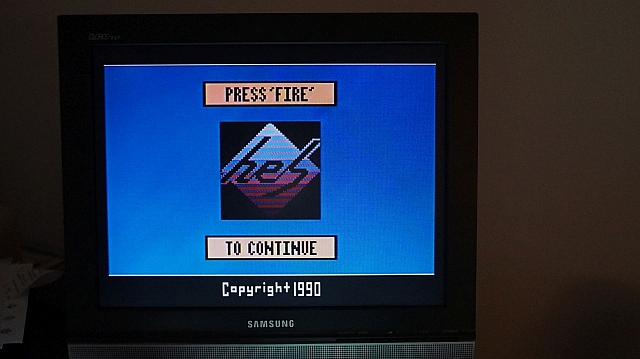 PRESS'FIRE'
hes
TO CONTINUE
Copyright 1990
SAMSUNG